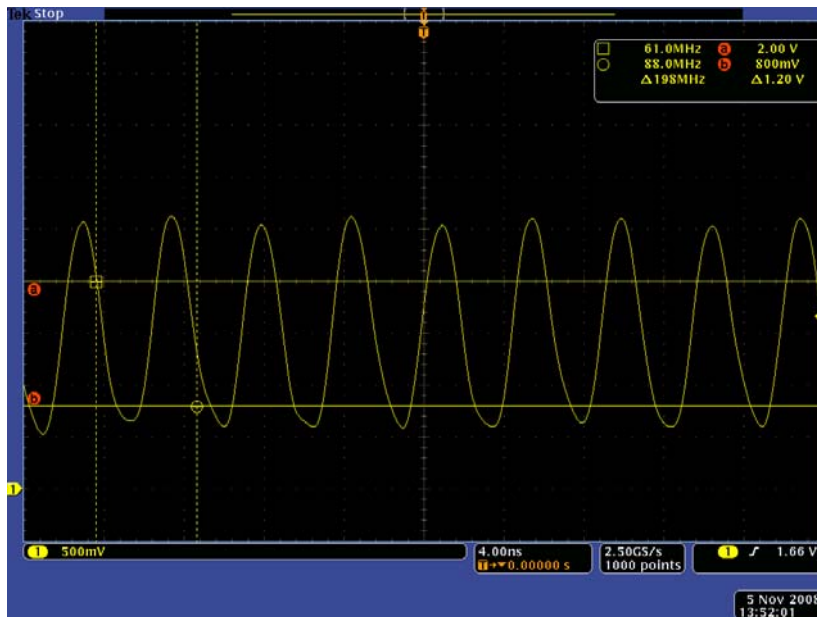 Tek Stop
T
T
61.0MHz a 2.00 V
88.0MHz b 800mV
Δ198MHz Δ1.20 V
a
b
1
1 500mV
4.00ns
T→▾0.00000 s
2.50GS/s
1000 points
1 ʃ 1.66 V
5 Nov 2008
13:52:01